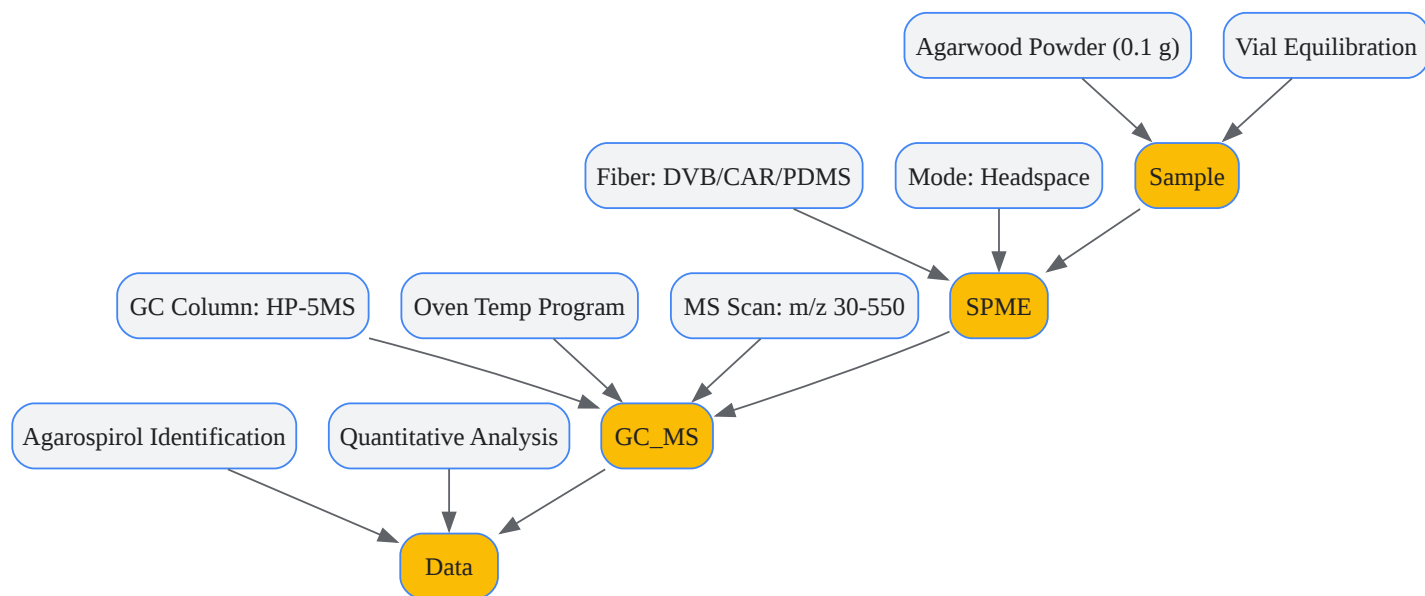 Agarwood Powder (0.1 g)
Vial Equilibration
Fiber: DVB/CAR/PDMS
Mode: Headspace
Sample
GC Column: HP-5MS
Oven Temp Program
MS Scan: m/z 30-550
SPME
Agarospirol Identification
Quantitative Analysis
GC_MS
Data